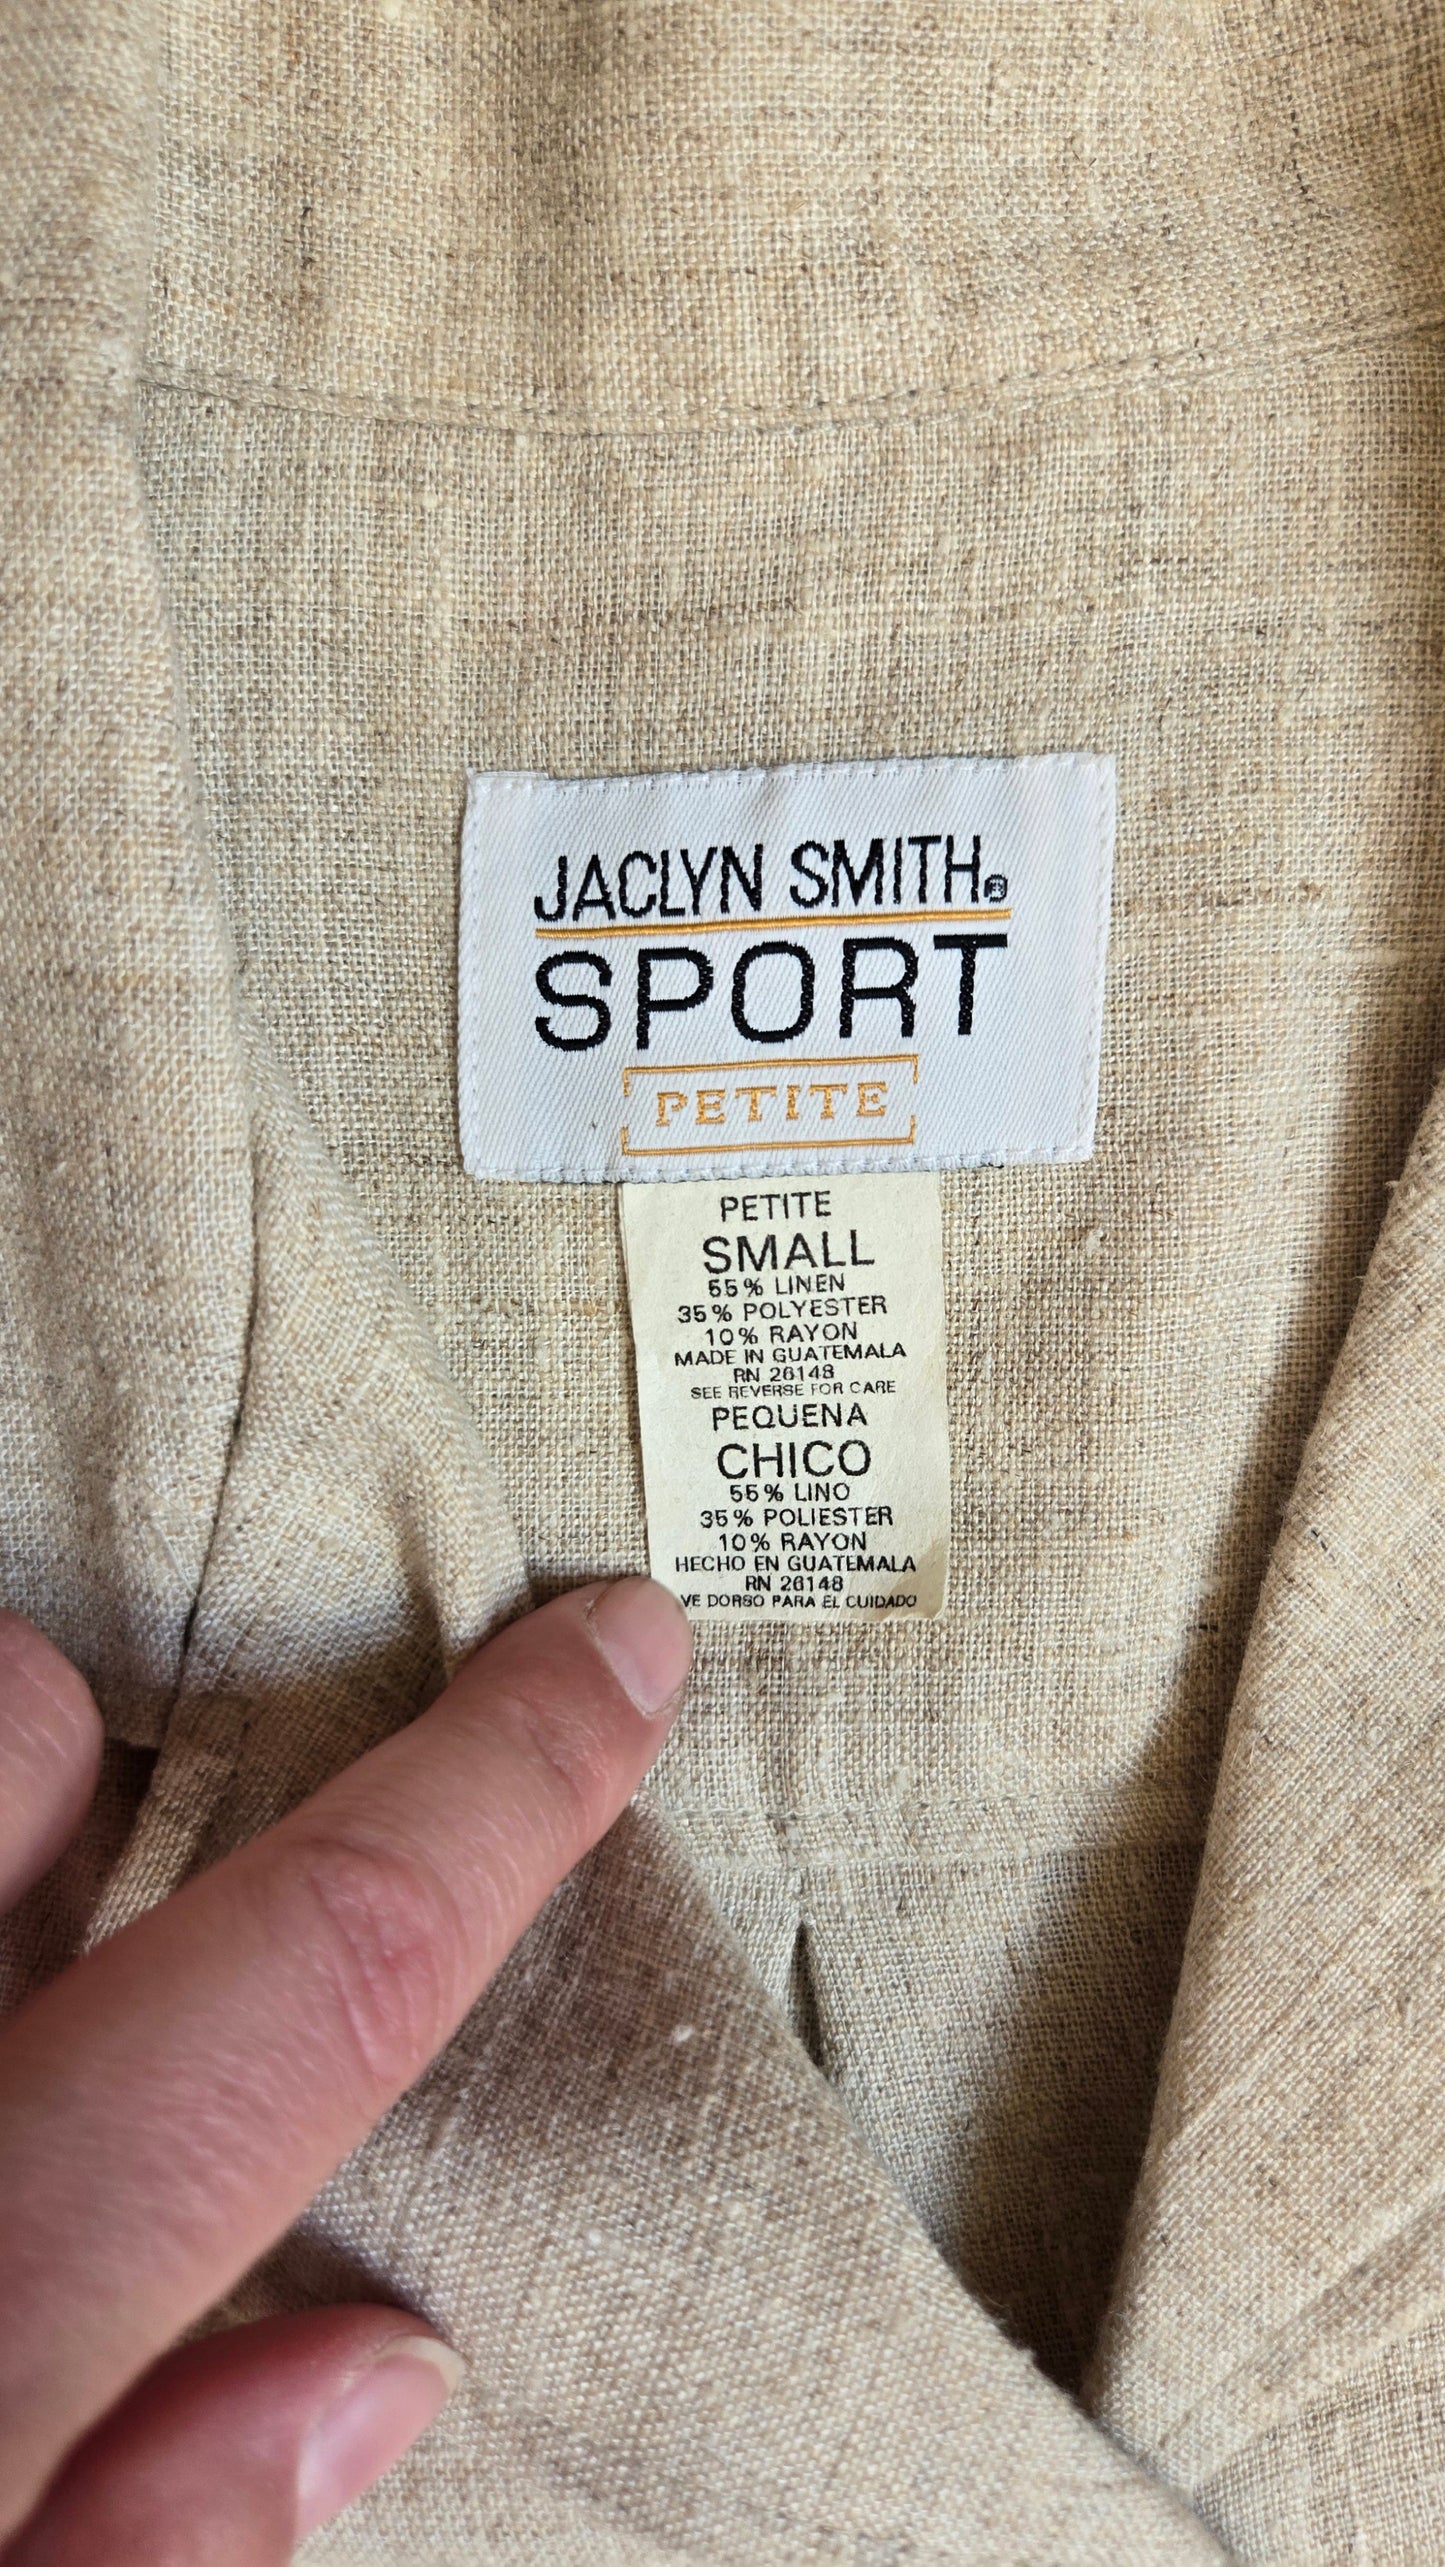 JACLYN SMITH®
SPORT
PETITE
PETITE
SMALL
55% LINEN
35% POLYESTER
10% RAYON
MADE IN GUATEMALA
RN 26148
SEE REVERSE FOR CARE
PEQUENA
CHICO
55% LINO
35% POLIESTER
10% RAYON
HECHO EN GUATEMALA
RN 26148
VE DORSO PARA EL CUIDADO